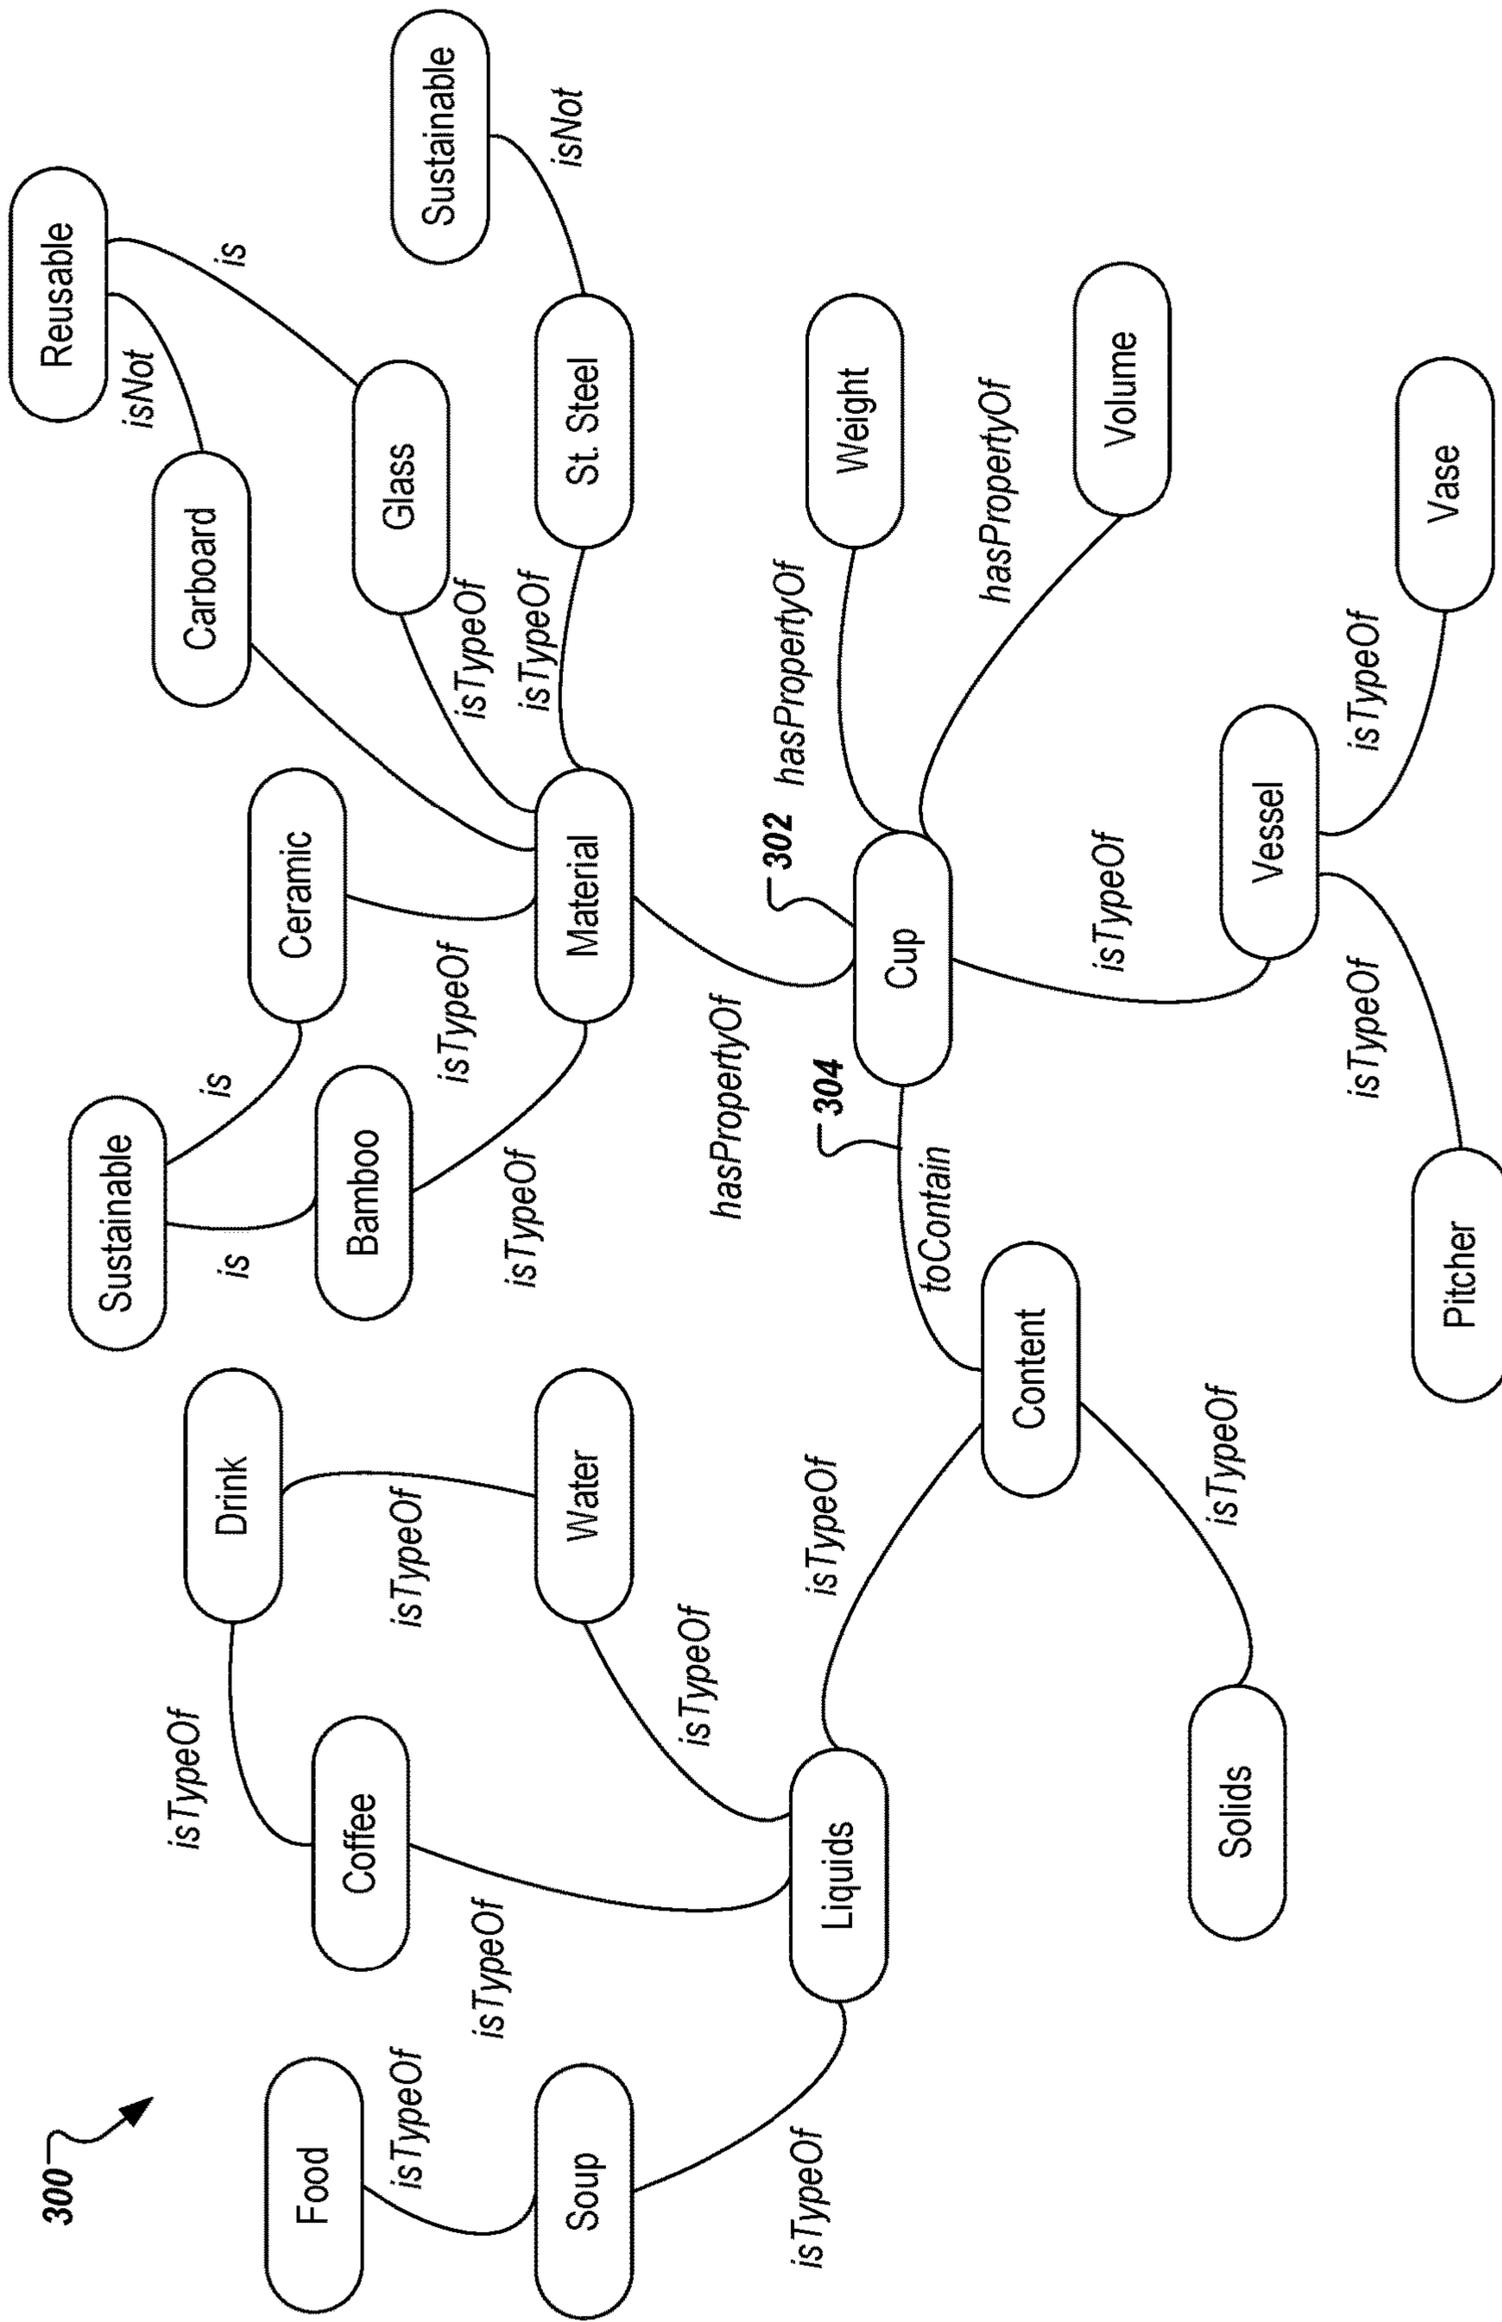 300
Food
isTypeOf
Soup
isTypeOf
isTypeOf
Coffee
isTypeOf
Drink
isTypeOf
Water
isTypeOf
Liquids
isTypeOf
Solids
isTypeOf
Content
toContain
304
Sustainable
is
is
Bamboo
isTypeOf
Ceramic
isTypeOf
Material
hasPropertyOf
Carboard
isNot
Reusable
is
Glass
isTypeOf
isTypeOf
St. Steel
isNot
Sustainable
302
Cup
hasPropertyOf
Weight
hasPropertyOf
Volume
isTypeOf
Vessel
isTypeOf
Pitcher
isTypeOf
Vase